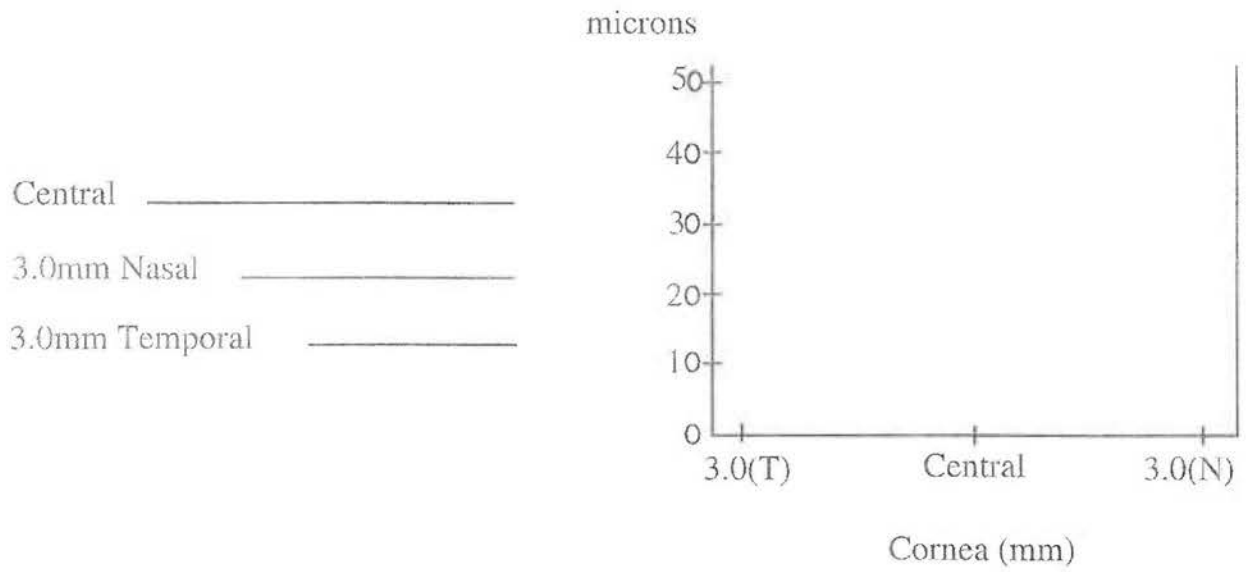 microns
50
40
Central
30
3.0mm Nasal
20
3.0mm Temporal
10
0
3.0(T) Central 3.0(N)
Cornea (mm)